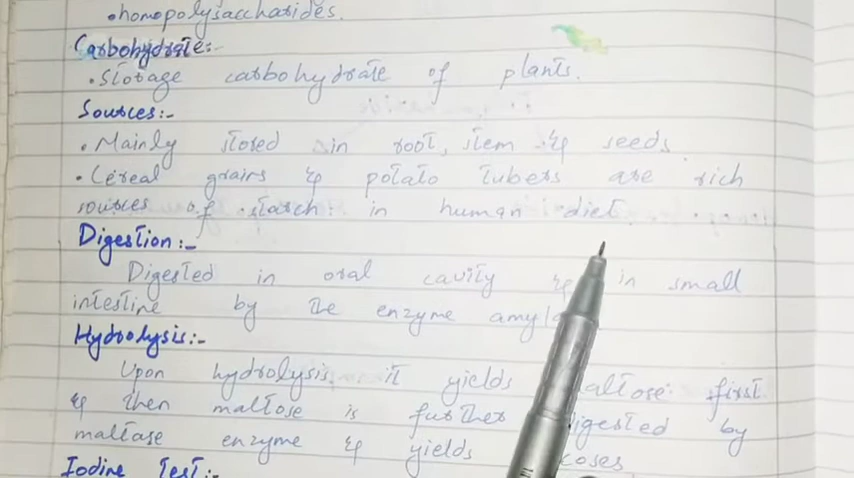 •homopolysaccharides.
Carbohydrate:-
•Storage carbohydrate of plants.
Sources:-
•Mainly stored in root, stem & seeds
•Cereal grains & potato tubers are rich
sources of starch in human diet.
Digestion:-
Digested in oral cavity & in small
intestine by the enzyme
Hydrolysis:-
Upon hydrolysis, it yields first
& then maltose is further by
maltase enzyme & yields
Iodine Test:-